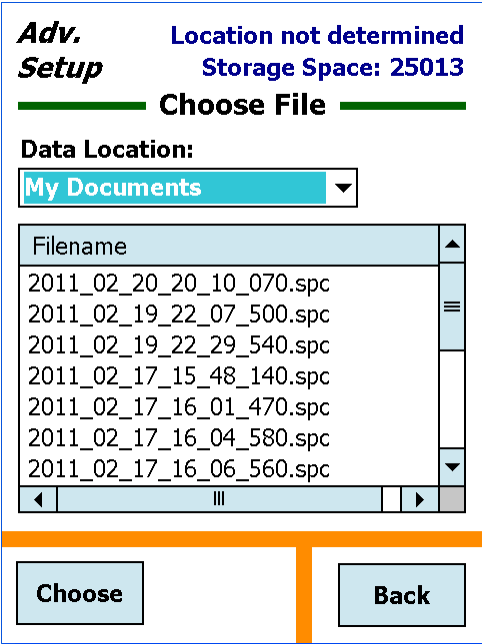 Adv. Setup
Location not determined
Storage Space: 25013
Choose File
Data Location:
My Documents
Filename
2011_02_20_20_10_070.spc
2011_02_19_22_07_500.spc
2011_02_19_22_29_540.spc
2011_02_17_15_48_140.spc
2011_02_17_16_01_470.spc
2011_02_17_16_04_580.spc
2011_02_17_16_06_560.spc
Choose
Back